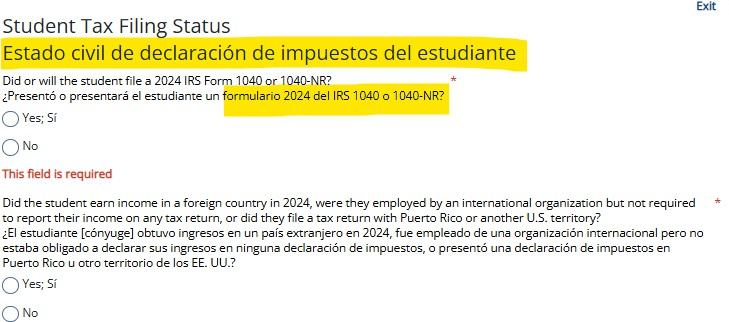 Exit
Student Tax Filing Status
Estado civil de declaración de impuestos del estudiante
Did or will the student file a 2024 IRS Form 1040 or 1040-NR? *
¿Presentó o presentará el estudiante un formulario 2024 del IRS 1040 o 1040-NR?
Yes; Sí
No
This field is required
Did the student earn income in a foreign country in 2024, were they employed by an international organization but not required *
to report their income on any tax return, or did they file a tax return with Puerto Rico or another U.S. territory?
¿El estudiante [cónyuge] obtuvo ingresos en un país extranjero en 2024, fue empleado de una organización internacional pero no
estaba obligado a declarar sus ingresos en ninguna declaración de impuestos, o presentó una declaración de impuestos en
Puerto Rico u otro territorio de los EE. UU.?
Yes; Sí
No